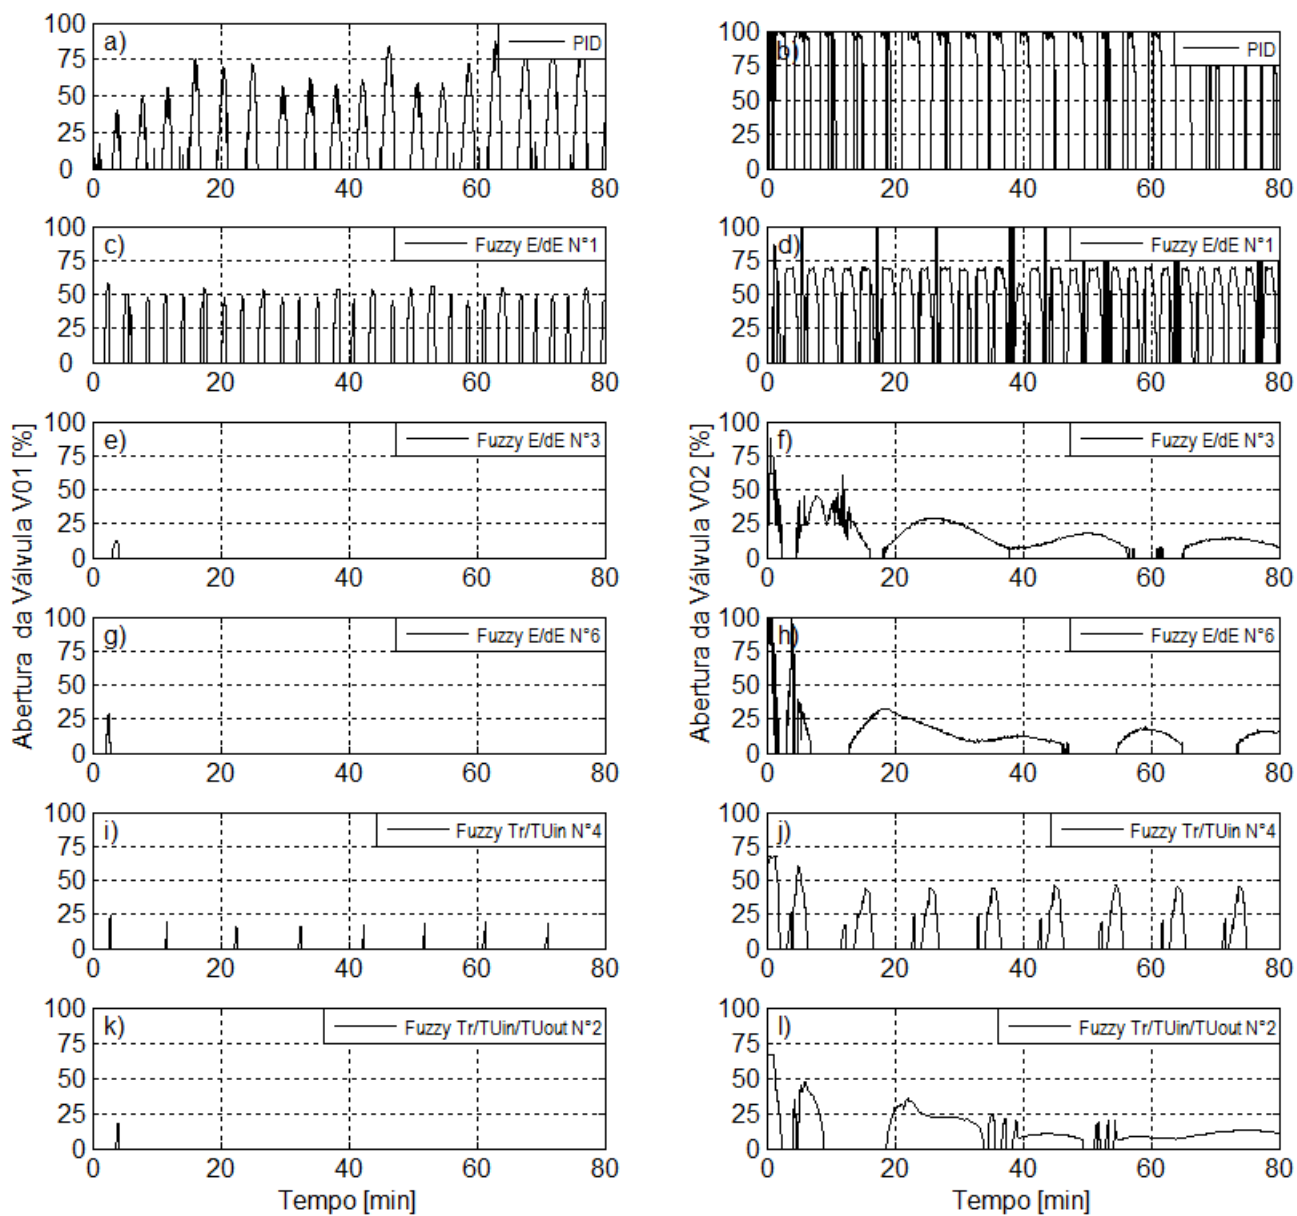 100
75
50
25
0
a)
PID
0 20 40 60 80
100
75
50
25
0
b)
PID
0 20 40 60 80
100
75
50
25
0
c)
Fuzzy E/dE N°1
0 20 40 60 80
100
75
50
25
0
d)
Fuzzy E/dE N°1
0 20 40 60 80
Abertura da Válvula V01 [%]
100
75
50
25
0
e)
Fuzzy E/dE N°3
0 20 40 60 80
Abertura da Válvula V02 [%]
100
75
50
25
0
f)
Fuzzy E/dE N°3
0 20 40 60 80
100
75
50
25
0
g)
Fuzzy E/dE N°6
0 20 40 60 80
100
75
50
25
0
h)
Fuzzy E/dE N°6
0 20 40 60 80
100
75
50
25
0
i)
Fuzzy Tr/TUin N°4
0 20 40 60 80
100
75
50
25
0
j)
Fuzzy Tr/TUin N°4
0 20 40 60 80
100
75
50
25
0
k)
Fuzzy Tr/TUin/TUout N°2
0 20 40 60 80
Tempo [min]
100
75
50
25
0
l)
Fuzzy Tr/TUin/TUout N°2
0 20 40 60 80
Tempo [min]